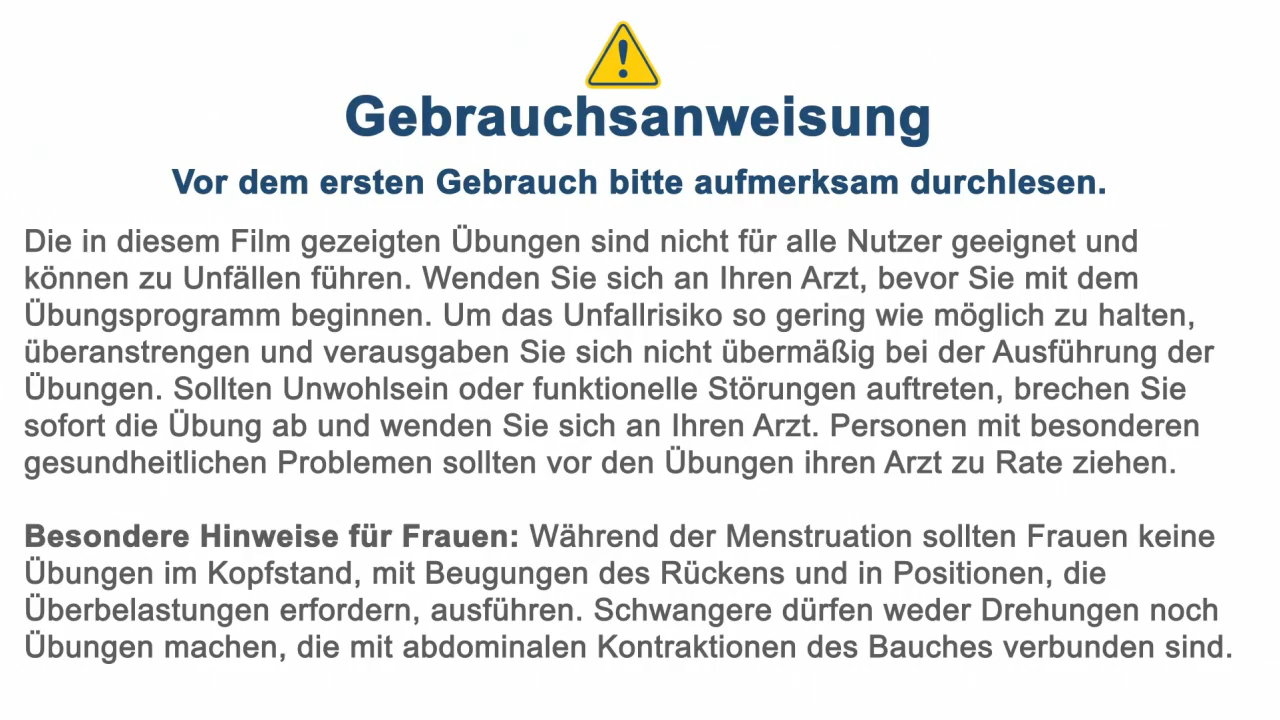 Gebrauchsanweisung
Vor dem ersten Gebrauch bitte aufmerksam durchlesen.
Die in diesem Film gezeigten Übungen sind nicht für alle Nutzer geeignet und
können zu Unfällen führen. Wenden Sie sich an Ihren Arzt, bevor Sie mit dem
Übungsprogramm beginnen. Um das Unfallrisiko so gering wie möglich zu halten,
überanstrengen und verausgaben Sie sich nicht übermäßig bei der Ausführung der
Übungen. Sollten Unwohlsein oder funktionelle Störungen auftreten, brechen Sie
sofort die Übung ab und wenden Sie sich an Ihren Arzt. Personen mit besonderen
gesundheitlichen Problemen sollten vor den Übungen ihren Arzt zu Rate ziehen.
Besondere Hinweise für Frauen: Während der Menstruation sollten Frauen keine
Übungen im Kopfstand, mit Beugungen des Rückens und in Positionen, die
Überbelastungen erfordern, ausführen. Schwangere dürfen weder Drehungen noch
Übungen machen, die mit abdominalen Kontraktionen des Bauches verbunden sind.